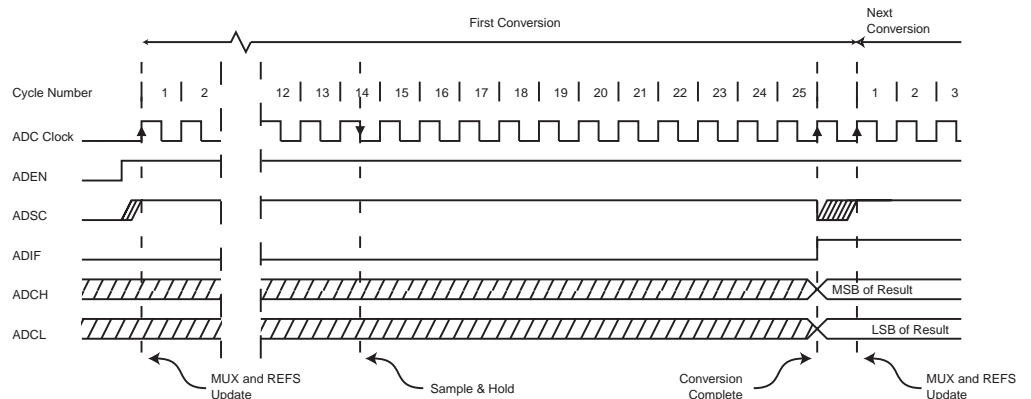 First Conversion
Next
Conversion
Cycle Number 1 2 12 13 14 15 16 17 18 19 20 21 22 23 24 25 1 2 3
ADC Clock
ADEN
ADSC
ADIF
ADCH
MSB of Result
ADCL
LSB of Result
MUX and REFS
Update
Sample & Hold
Conversion
Complete
MUX and REFS
Update